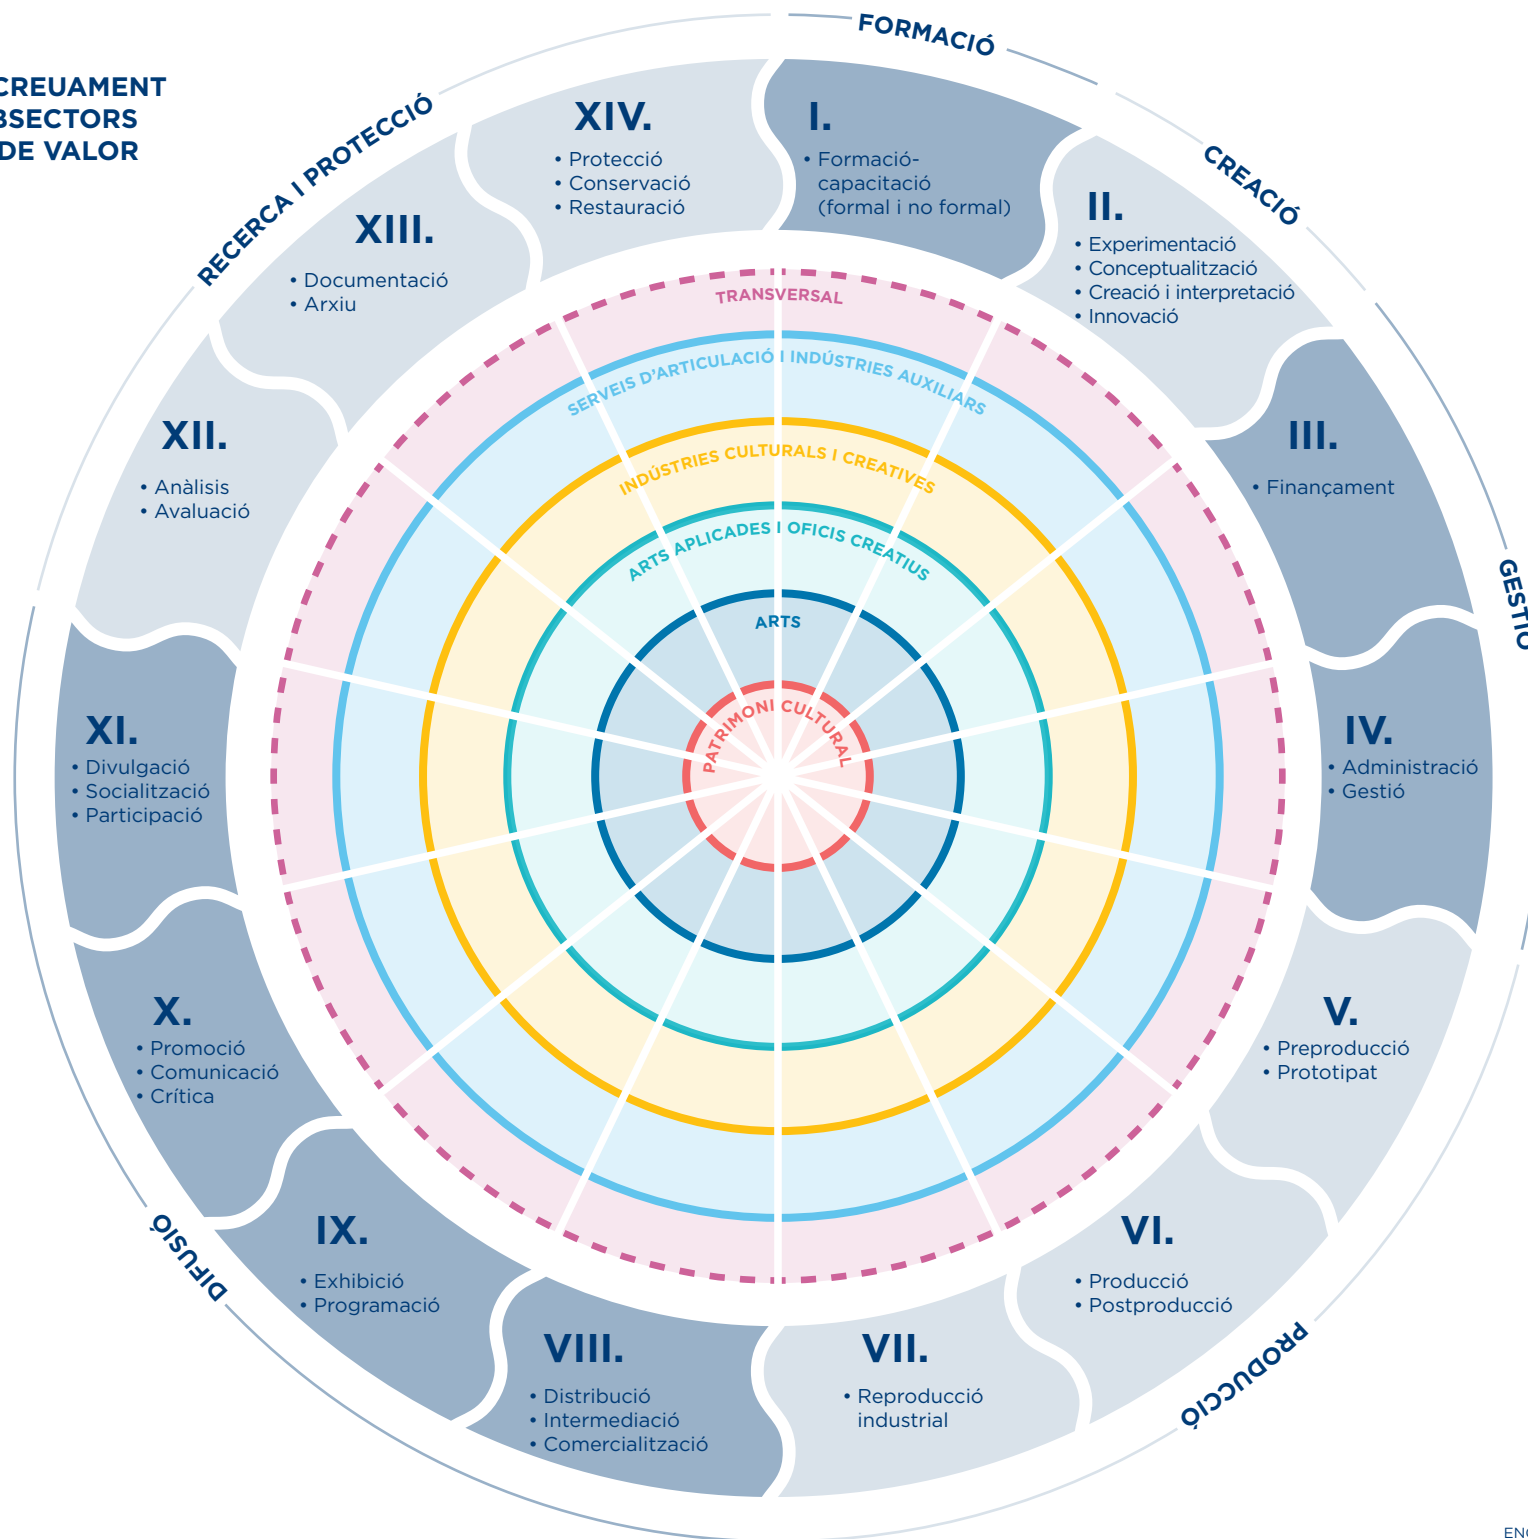 CREUAMENT
BSECTORS
DE VALOR
FORMACIÓ
CREACIÓ
GESTIÓ
PRODUCCIÓ
DIFUSIÓ
RECERCA I PROTECCIÓ
I.
• Formació-
capacitació
(formal i no formal)
II.
• Experimentació
• Conceptualització
• Creació i interpretació
• Innovació
III.
• Finançament
IV.
• Administració
• Gestió
V.
• Preproducció
• Prototipat
VI.
• Producció
• Postproducció
VII.
• Reproducció
industrial
VIII.
• Distribució
• Intermediació
• Comercialització
IX.
• Exhibició
• Programació
X.
• Promoció
• Comunicació
• Crítica
XI.
• Divulgació
• Socialització
• Participació
XII.
• Anàlisis
• Avaluació
XIII.
• Documentació
• Arxiu
XIV.
• Protecció
• Conservació
• Restauració
TRANSVERSAL
SERVEIS D'ARTICULACIÓ I INDÚSTRIES AUXILIARS
INDÚSTRIES CULTURALS I CREATIVES
ARTS APLICADES I OFICIS CREATIUS
ARTS
PATRIMONI CULTURAL